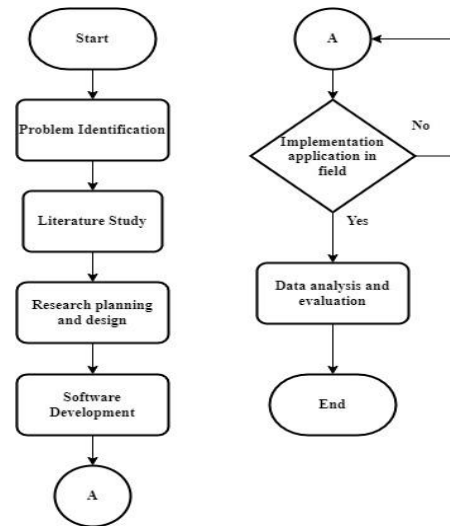 Start
Problem Identification
Literature Study
Research planning
and design
Software
Development
A
A
Implementation
application in
field
No
Yes
Data analysis and
evaluation
End